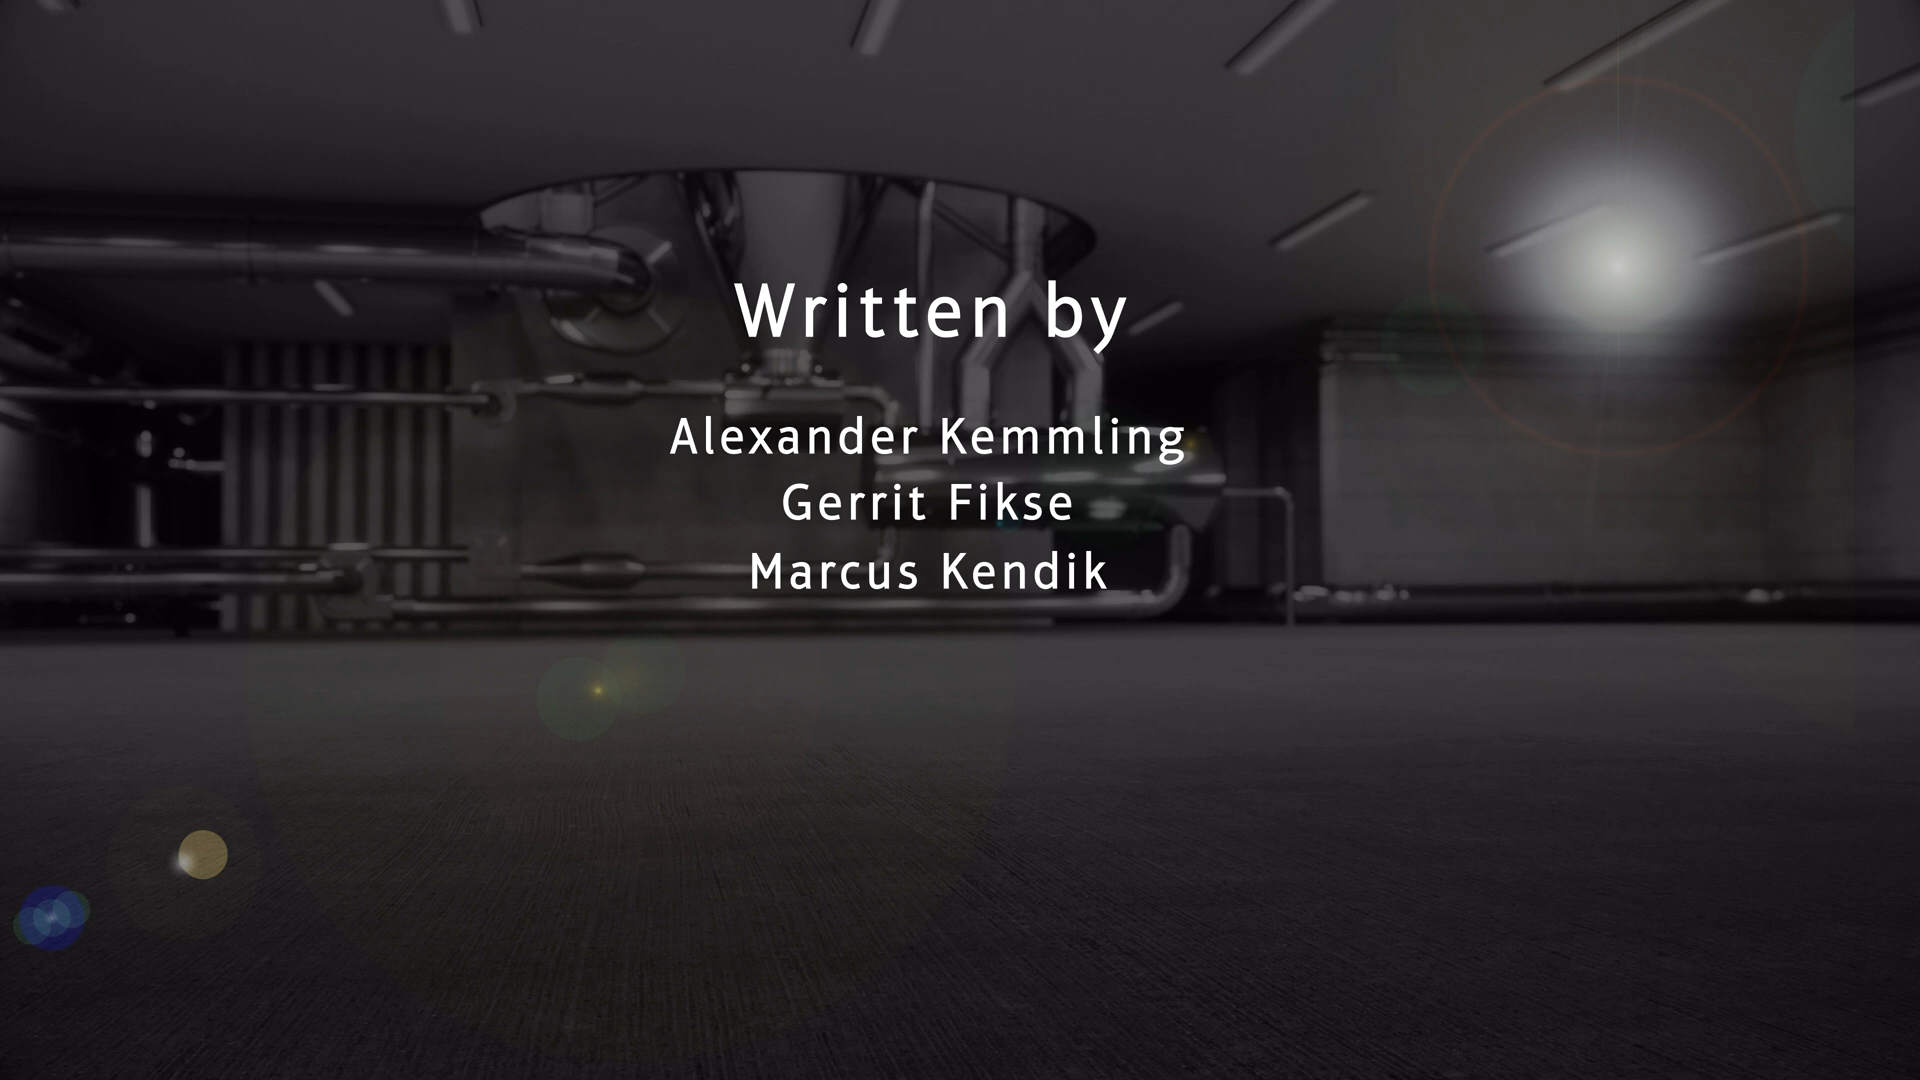 Written by
Alexander Kemmling
Gerrit Fikse
Marcus Kendik